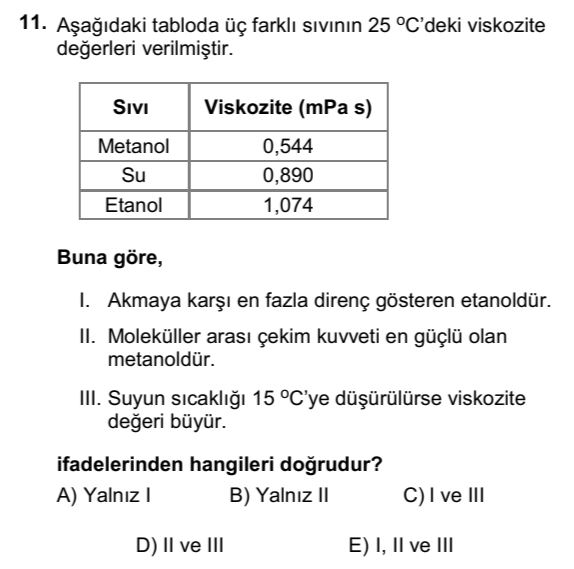 11. Aşağıdaki tabloda üç farklı sıvının 25 ºC'deki viskozite
değerleri verilmiştir.
Sıvı Viskozite (mPa s)
Metanol 0,544
Su 0,890
Etanol 1,074
Buna göre,
I. Akmaya karşı en fazla direnç gösteren etanoldür.
II. Moleküller arası çekim kuvveti en güçlü olan
metanoldür.
III. Suyun sıcaklığı 15 ºC'ye düşürülürse viskozite
değeri büyür.
ifadelerinden hangileri doğrudur?
A) Yalnız I B) Yalnız II C) I ve III
D) II ve III E) I, II ve III